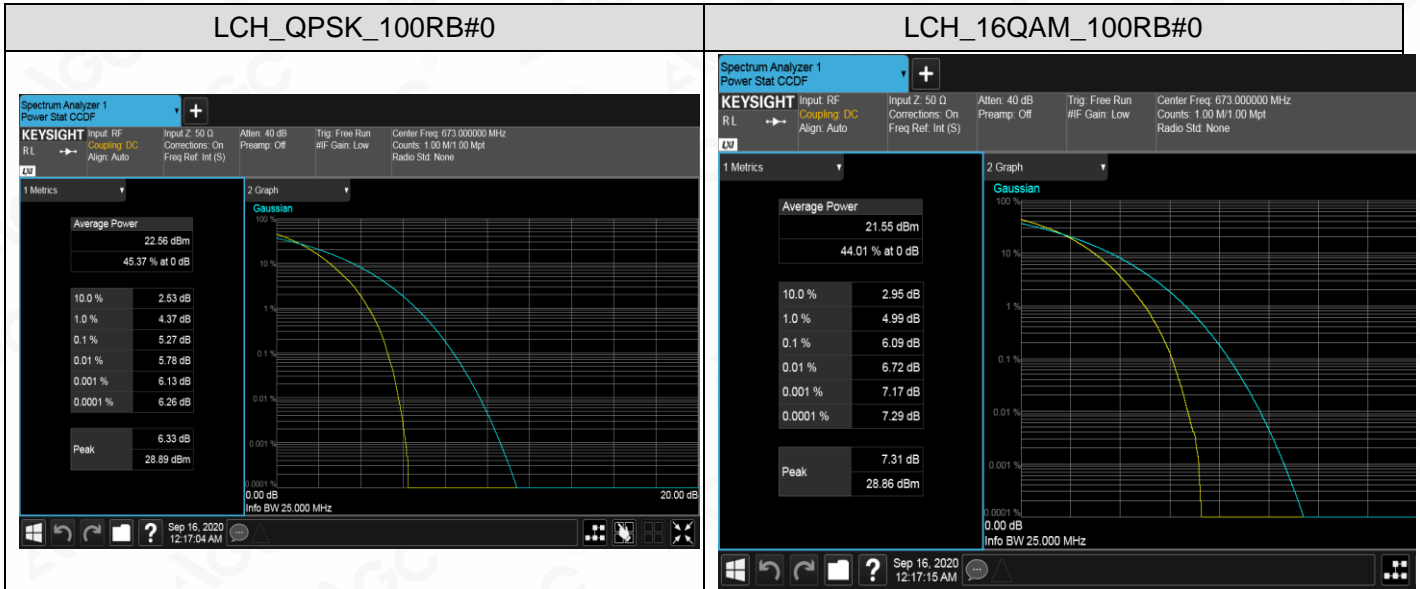 LCH_QPSK_100RB#0
Spectrum Analyzer 1
Power Stat CCDF
+
KEYSIGHT
RL
LXI
Input: RF
Coupling: DC
Align: Auto
Input Z: 50 Ω
Corrections: On
Freq Ref: Int (S)
Atten: 40 dB
Preamp: Off
Trig: Free Run
#IF Gain: Low
Center Freq: 673.000000 MHz
Counts: 1.00 M/1.00 Mpt
Radio Std: None
1 Metrics
Average Power
22.56 dBm
45.37 % at 0 dB
10.0 % 2.53 dB
1.0 % 4.37 dB
0.1 % 5.27 dB
0.01 % 5.78 dB
0.001 % 6.13 dB
0.0001 % 6.26 dB
Peak
6.33 dB
28.89 dBm
2 Graph
Gaussian
100 %
10 %
1 %
0.1 %
0.01 %
0.001 %
0.0001 %
0.00 dB 20.00 dB
Info BW 25.000 MHz
?
Sep 16, 2020
12:17:04 AM
LCH_16QAM_100RB#0
Spectrum Analyzer 1
Power Stat CCDF
+
KEYSIGHT
RL
LXI
Input: RF
Coupling: DC
Align: Auto
Input Z: 50 Ω
Corrections: On
Freq Ref: Int (S)
Atten: 40 dB
Preamp: Off
Trig: Free Run
#IF Gain: Low
Center Freq: 673.000000 MHz
Counts: 1.00 M/1.00 Mpt
Radio Std: None
1 Metrics
Average Power
21.55 dBm
44.01 % at 0 dB
10.0 % 2.95 dB
1.0 % 4.99 dB
0.1 % 6.09 dB
0.01 % 6.72 dB
0.001 % 7.17 dB
0.0001 % 7.29 dB
Peak
7.31 dB
28.86 dBm
2 Graph
Gaussian
100 %
10 %
1 %
0.1 %
0.01 %
0.001 %
0.0001 %
0.00 dB
Info BW 25.000 MHz
?
Sep 16, 2020
12:17:15 AM